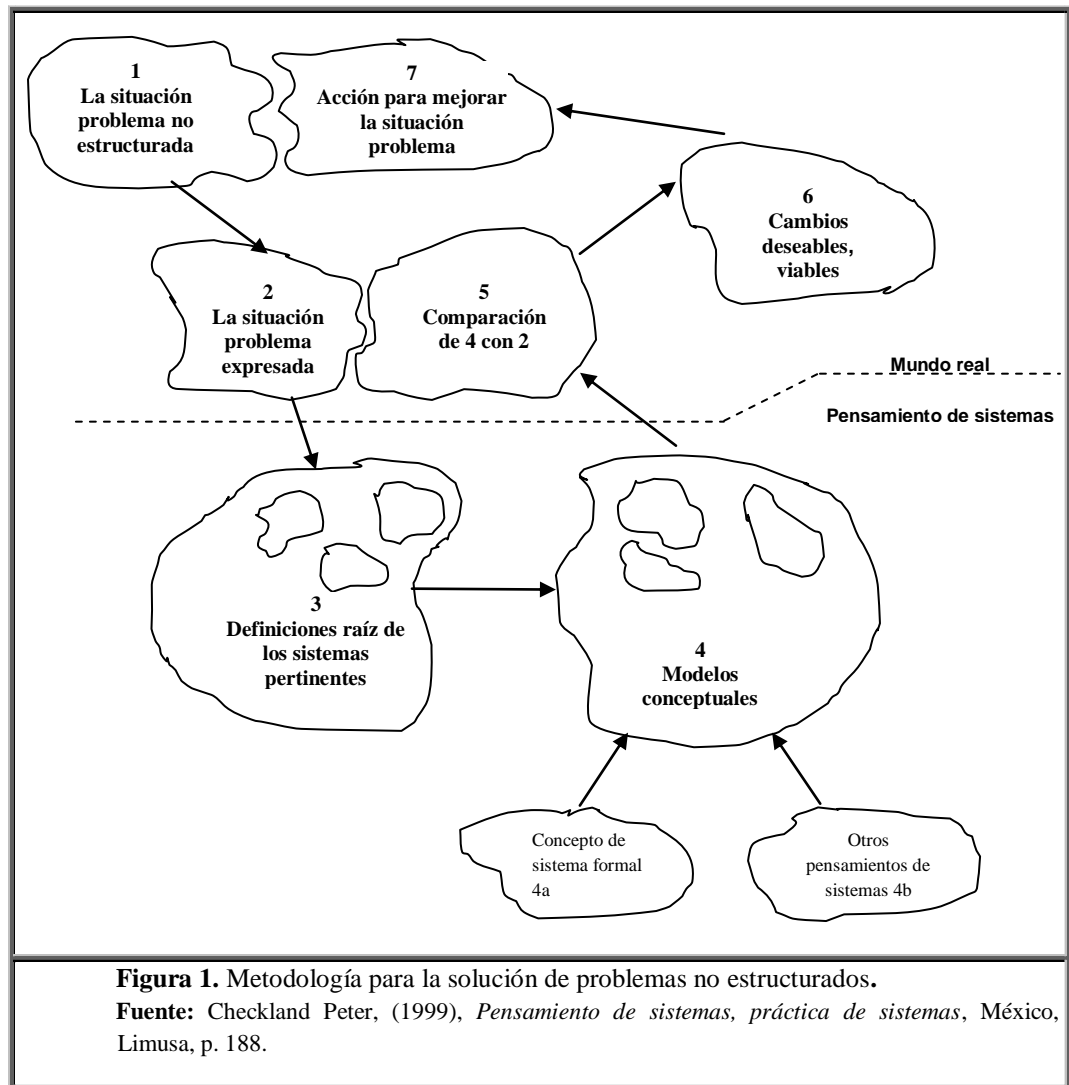 1
La situación
problema no
estructurada
7
Acción para mejorar
la situación
problema
6
Cambios
deseables,
viables
2
La situación
problema
expresada
5
Comparación
de 4 con 2
Mundo real
Pensamiento de sistemas
3
Definiciones raíz de
los sistemas
pertinentes
4
Modelos
conceptuales
Concepto de
sistema formal
4a
Otros
pensamientos de
sistemas 4b
Figura 1. Metodología para la solución de problemas no estructurados.
Fuente: Checkland Peter, (1999), Pensamiento de sistemas, práctica de sistemas, México,
Limusa, p. 188.